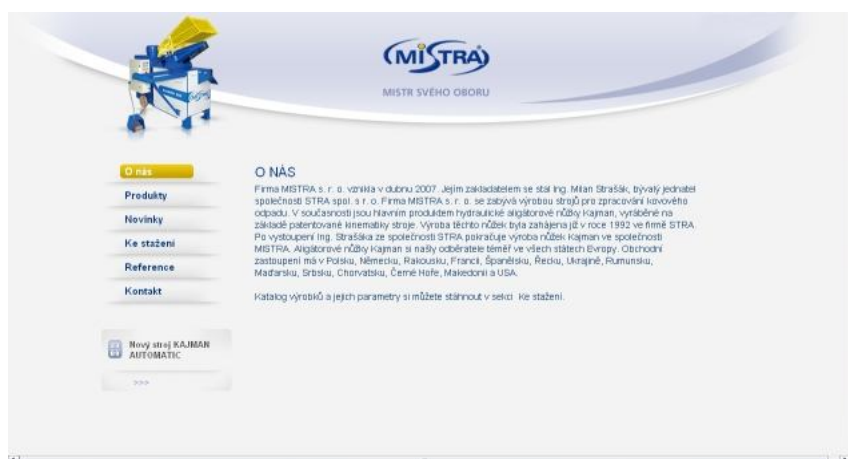 MISTRA
MISTR SVÉHO OBORU
O nás
Produkty
Novinky
Ke stažení
Reference
Kontakt
Nový stroj KAJMAN
AUTOMATIC
>>>
O NÁS
Firma MISTRA s. r. o. vznikla v dubnu 2007. Jejím zakladatelem se stal Ing. Milan Strašák, bývalý jednatel
společnosti STRA spol. s r. o. Firma MISTRA s. r. o. se zabývá výrobou strojů pro zpracování kovového
odpadu. V současnosti jsou hlavním produktem hydraulické aligátorové nůžky Kajman, vyráběné na
základě patentované kinematiky stroje. Výroba těchto nůžek byla zahájena již v roce 1992 ve firmě STRA.
Po vystoupení Ing. Strašáka ze společnosti STRA pokračuje výroba nůžek Kajman ve společnosti
MISTRA. Aligátorové nůžky Kajman si našly odběratele téměř ve všech státech Evropy. Obchodní
zastoupení má v Polsku, Německu, Rakousku, Francii, Španělsku, Řecku, Ukrajině, Rumunsku,
Maďarsku, Srbsku, Chorvatsku, Černé Hoře, Makedonii a USA.
Katalog výrobků a jejich parametry si můžete stáhnout v sekci Ke stažení.